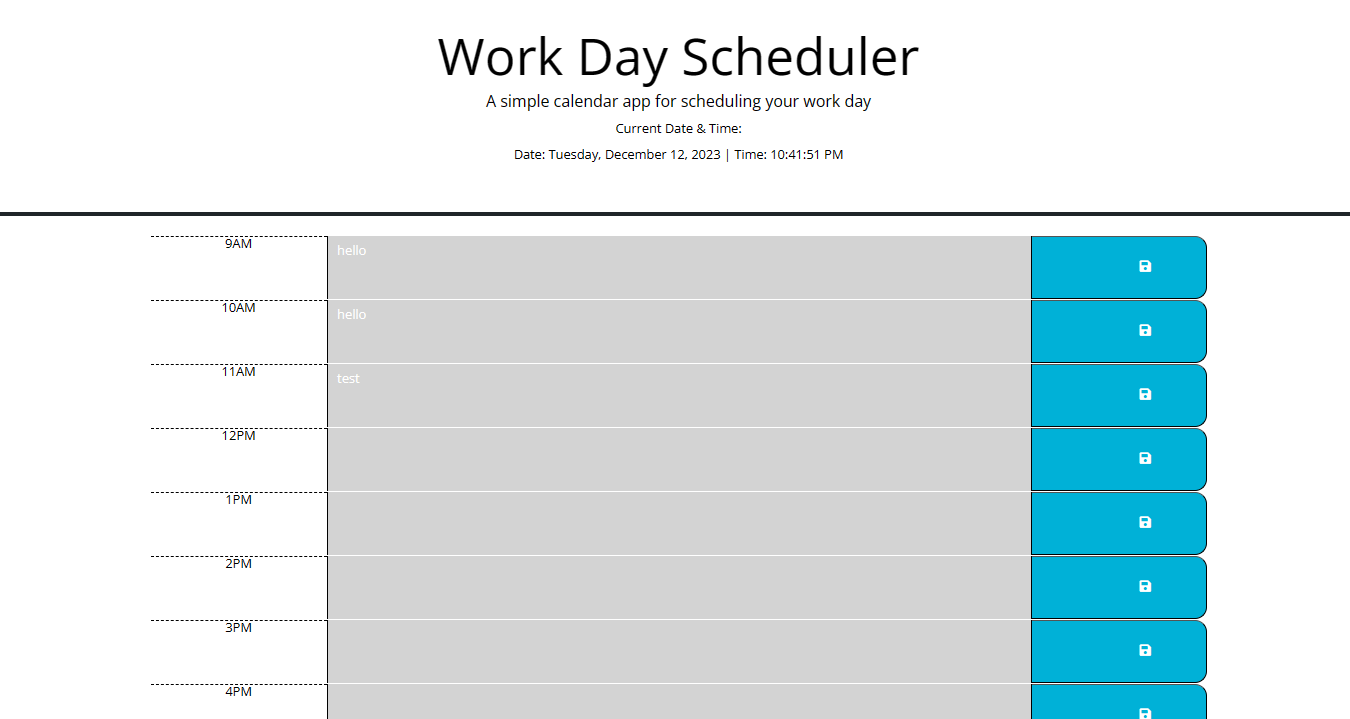 Work Day Scheduler
A simple calendar app for scheduling your work day
Current Date & Time:
Date: Tuesday, December 12, 2023 | Time: 10:41:51 PM
9AM hello
10AM hello
11AM test
12PM
1PM
2PM
3PM
4PM